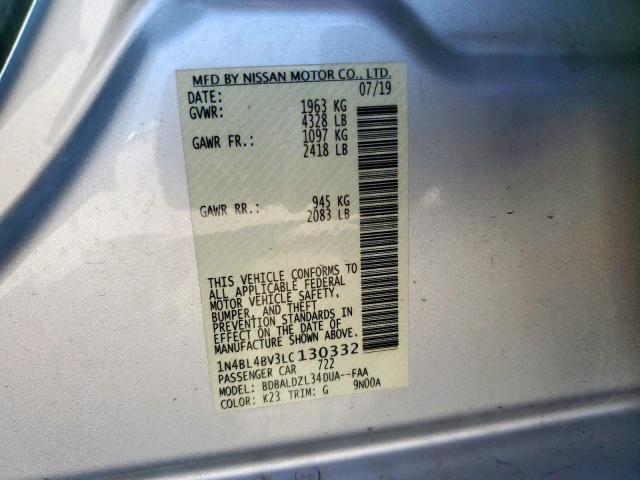 MFD BY NISSAN MOTOR CO., LTD.
DATE: 07/19
GVWR: 1963 KG
4328 LB
GAWR FR.: 1097 KG
2418 LB
GAWR RR.: 945 KG
2083 LB
THIS VEHICLE CONFORMS TO
ALL APPLICABLE FEDERAL
MOTOR VEHICLE SAFETY,
BUMPER, AND THEFT
PREVENTION STANDARDS IN
EFFECT ON THE DATE OF
MANUFACTURE SHOWN ABOVE.
1N4BL4BV3LC130332
PASSENGER CAR 722
MODEL: BDBALDZL34DUA--FAA
COLOR: K23 TRIM: G 9N00A